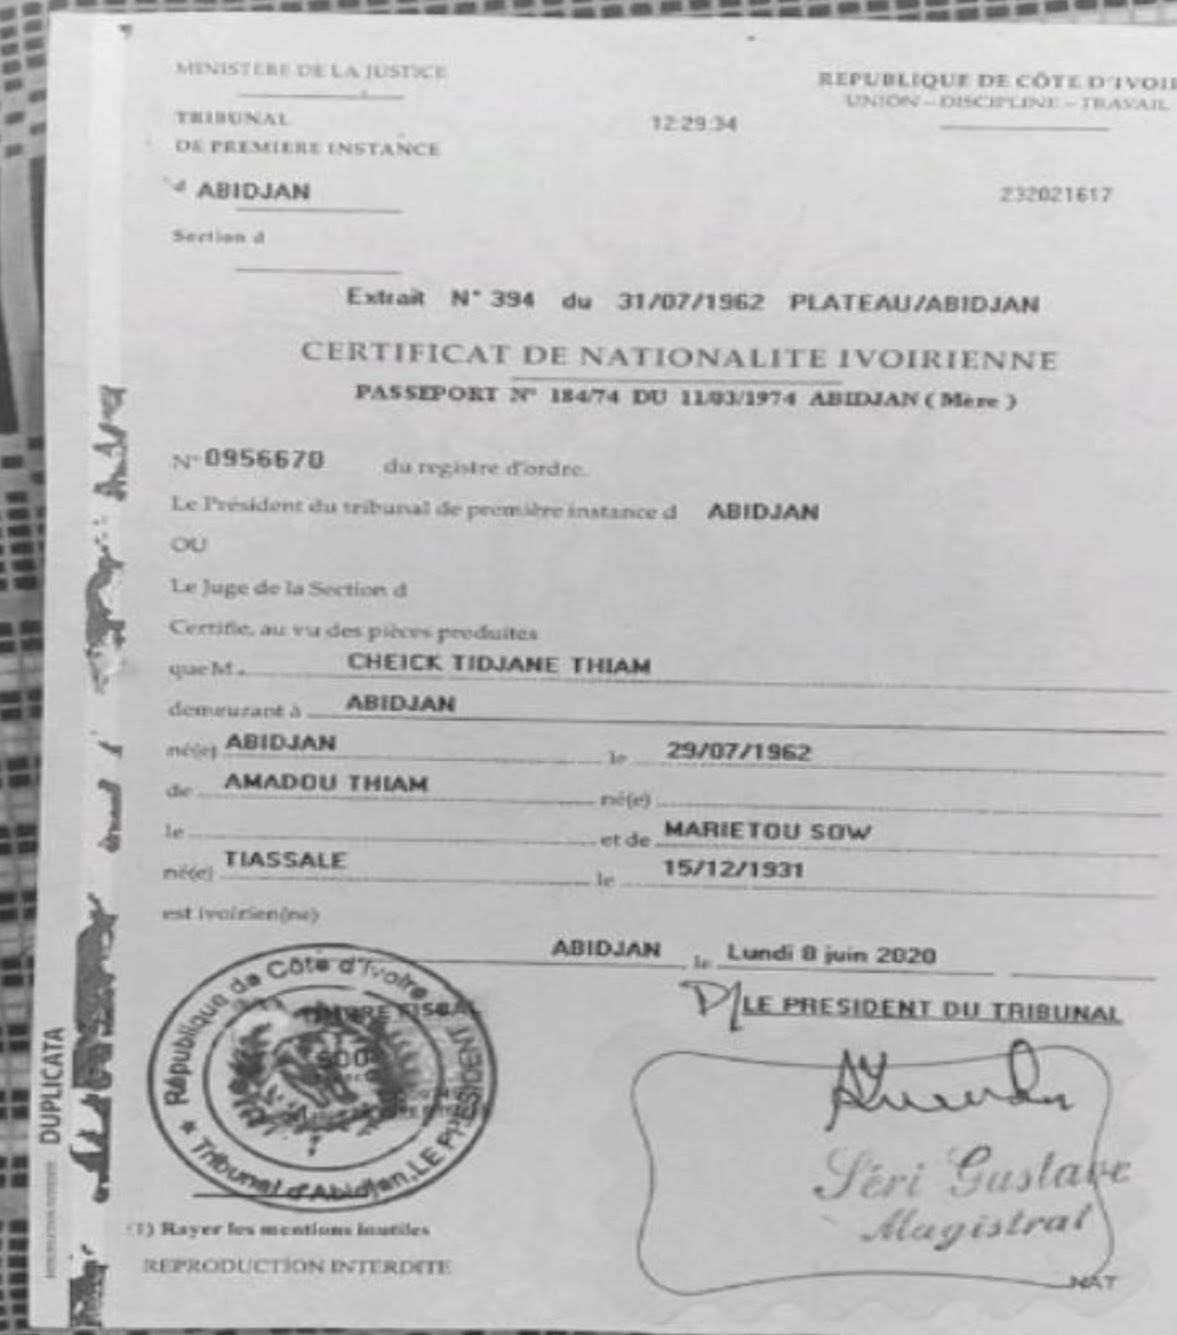 MINISTERE DE LA JUSTICE
REPUBLIQUE DE CÔTE D'IVOIR
UNION – DISCIPLINE – TRAVAIL
TRIBUNAL
DE PREMIERE INSTANCE
12:29:34
d ABIDJAN
232021617
Section d
Extrait N° 394 du 31/07/1962 PLATEAU/ABIDJAN
CERTIFICAT DE NATIONALITE IVOIRIENNE
PASSEPORT N° 184/74 DU 11/03/1974 ABIDJAN ( Mère )
N° 0956670 du registre d'ordre.
Le Président du tribunal de première instance d ABIDJAN
OU
Le Juge de la Section d
Certifie, au vu des pièces produites
que M. CHEICK TIDJANE THIAM
demeurant à ABIDJAN
né(e) ABIDJAN le 29/07/1962
de AMADOU THIAM né(e)
le et de MARIETOU SOW
né(e) TIASSALE le 15/12/1931
est ivoirien(ne)
ABIDJAN le Lundi 8 juin 2020
P/LE PRESIDENT DU TRIBUNAL
République de Côte d'Ivoire
TIMBRE FISCAL
500
Tribunal d'Abidjan, LE PRESIDENT
Séri Gustave
Magistrat
NAT
(1) Rayer les mentions inutiles
REPRODUCTION INTERDITE
DUPLICATA